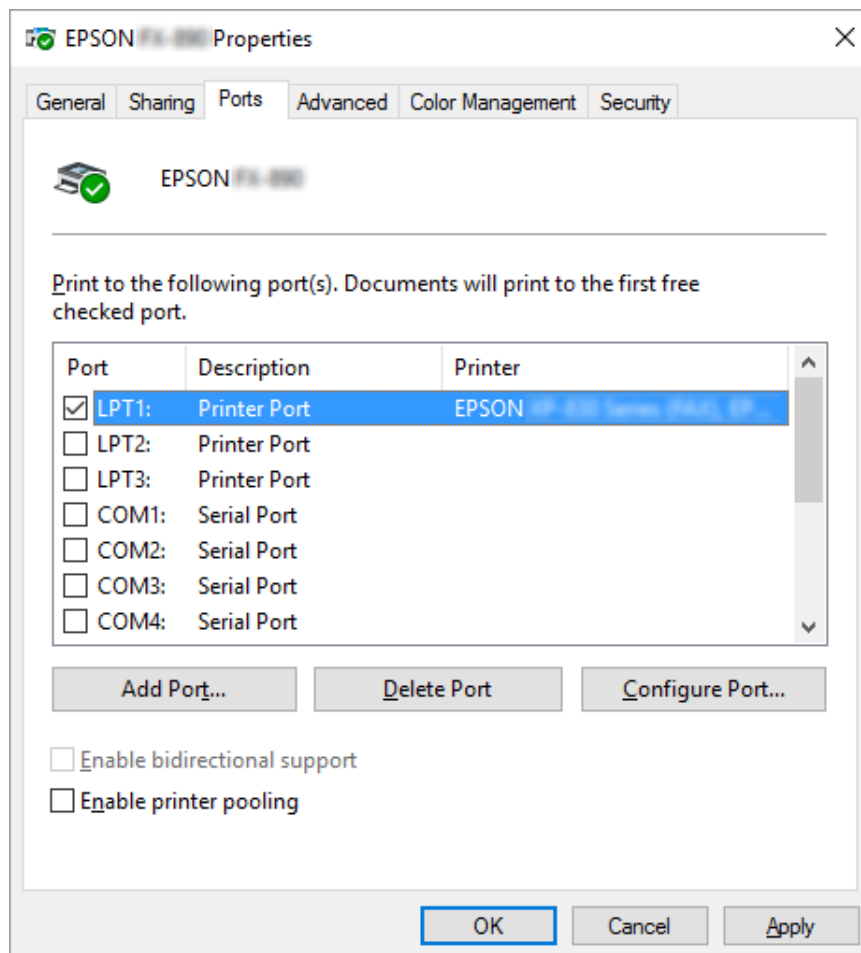 EPSON Properties
General Sharing Ports Advanced Color Management Security
EPSON
Print to the following port(s). Documents will print to the first free
checked port.
Port Description Printer
LPT1: Printer Port EPSON
LPT2: Printer Port
LPT3: Printer Port
COM1: Serial Port
COM2: Serial Port
COM3: Serial Port
COM4: Serial Port
Add Port... Delete Port Configure Port...
Enable bidirectional support
Enable printer pooling
OK Cancel Apply